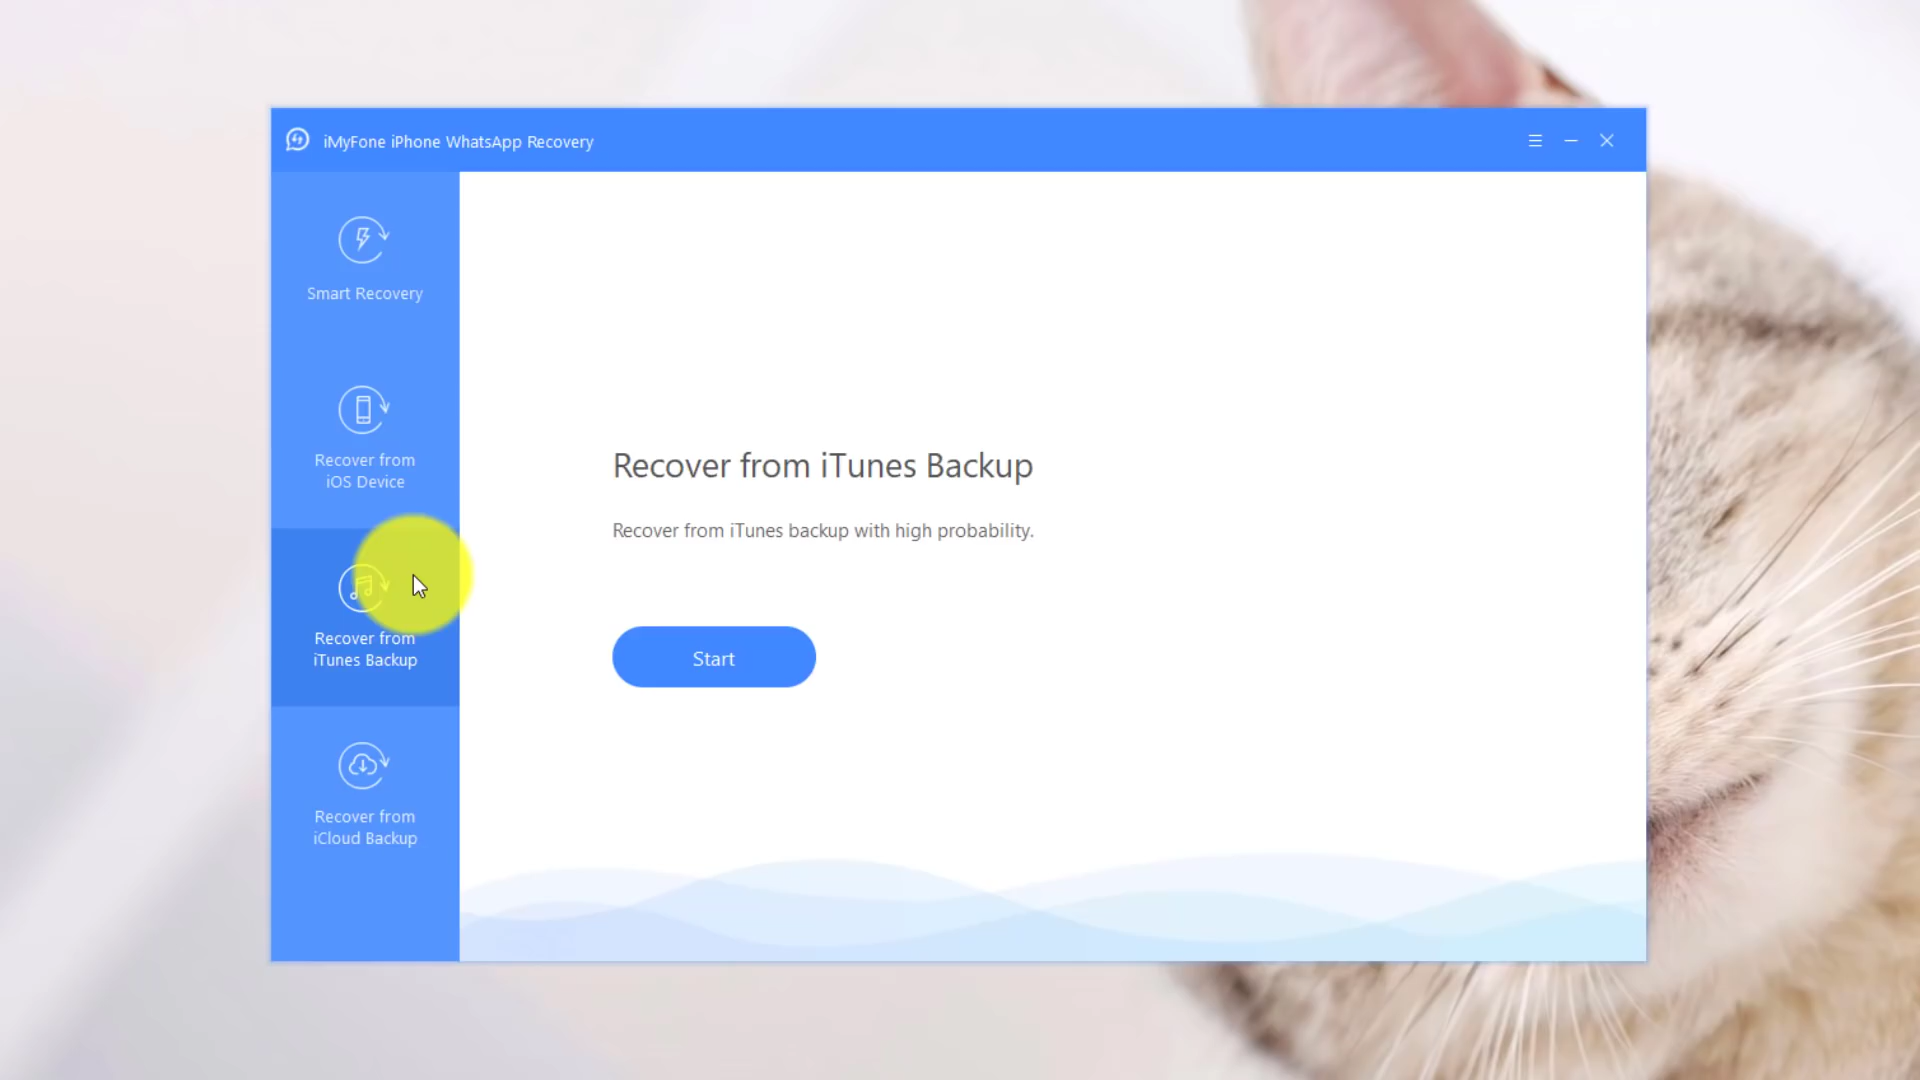 iMyFone iPhone WhatsApp Recovery
Smart Recovery
Recover from
iOS Device
Recover from
iTunes Backup
Recover from
iCloud Backup
Recover from iTunes Backup
Recover from iTunes backup with high probability.
Start